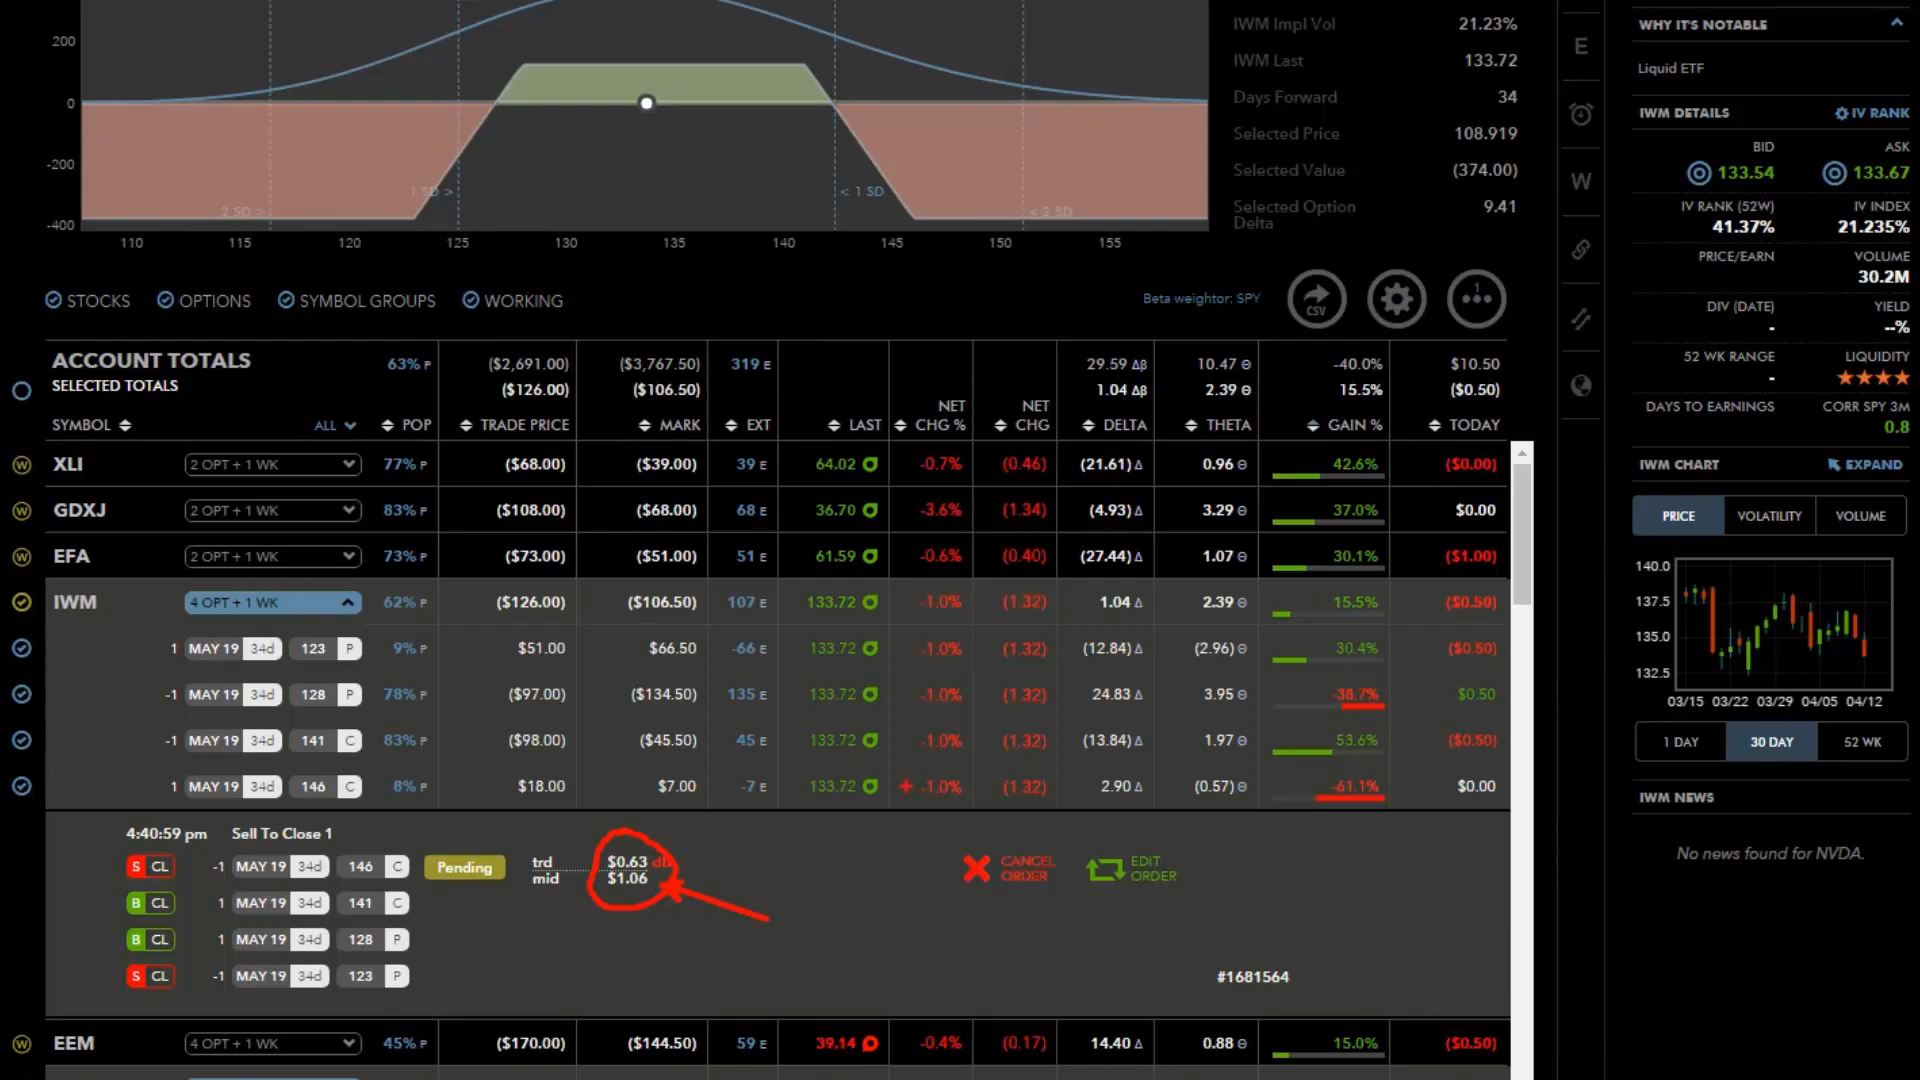 200
0
-200
-400
1 SD >
< 1 SD
2 SD >
< 2 SD
110 115 120 125 130 135 140 145 150 155
IWM Impl Vol 21.23%
IWM Last 133.72
Days Forward 34
Selected Price 108.919
Selected Value (374.00)
Selected Option Delta 9.41
STOCKS OPTIONS SYMBOL GROUPS WORKING
Beta weightor: SPY
CSV
1
ACCOUNT TOTALS 63% P ($2,691.00) ($3,767.50) 319 E 29.59 Δβ 10.47 Θ -40.0% $10.50
SELECTED TOTALS ($126.00) ($106.50) 1.04 Δβ 2.39 Θ 15.5% ($0.50)
SYMBOL ALL POP TRADE PRICE MARK EXT LAST NET CHG % NET CHG DELTA THETA GAIN % TODAY
W XLI 2 OPT + 1 WK 77% P ($68.00) ($39.00) 39 E 64.02 -0.7% (0.46) (21.61) Δ 0.96 Θ 42.6% ($0.00)
W GDXJ 2 OPT + 1 WK 83% P ($108.00) ($68.00) 68 E 36.70 -3.6% (1.34) (4.93) Δ 3.29 Θ 37.0% $0.00
W EFA 2 OPT + 1 WK 73% P ($73.00) ($51.00) 51 E 61.59 -0.6% (0.40) (27.44) Δ 1.07 Θ 30.1% ($1.00)
IWM 4 OPT + 1 WK 62% P ($126.00) ($106.50) 107 E 133.72 -1.0% (1.32) 1.04 Δ 2.39 Θ 15.5% ($0.50)
1 MAY 19 34d 123 P 9% P $51.00 $66.50 -66 E 133.72 -1.0% (1.32) (12.84) Δ (2.96) Θ 30.4% ($0.50)
-1 MAY 19 34d 128 P 78% P ($97.00) ($134.50) 135 E 133.72 -1.0% (1.32) 24.83 Δ 3.95 Θ -38.7% $0.50
-1 MAY 19 34d 141 C 83% P ($98.00) ($45.50) 45 E 133.72 -1.0% (1.32) (13.84) Δ 1.97 Θ 53.6% ($0.50)
1 MAY 19 34d 146 C 8% P $18.00 $7.00 -7 E 133.72 -1.0% (1.32) 2.90 Δ (0.57) Θ -61.1% $0.00
4:40:59 pm Sell To Close 1
S CL -1 MAY 19 34d 146 C Pending trd $0.63 CANCEL ORDER EDIT ORDER
mid $1.06
B CL 1 MAY 19 34d 141 C
B CL 1 MAY 19 34d 128 P
S CL -1 MAY 19 34d 123 P #1681564
W EEM 4 OPT + 1 WK 45% P ($170.00) ($144.50) 59 E 39.14 -0.4% (0.17) 14.40 Δ 0.88 Θ 15.0% ($0.50)
E
W
WHY IT'S NOTABLE
Liquid ETF
IWM DETAILS IV RANK
BID ASK
133.54 133.67
IV RANK (52W) IV INDEX
41.37% 21.235%
PRICE/EARN VOLUME
30.2M
DIV (DATE) YIELD
- --%
52 WK RANGE LIQUIDITY
-
DAYS TO EARNINGS CORR SPY 3M
0.8
IWM CHART EXPAND
PRICE VOLATILITY VOLUME
140.0
137.5
135.0
132.5
03/15 03/22 03/29 04/05 04/12
1 DAY 30 DAY 52 WK
IWM NEWS
No news found for NVDA.